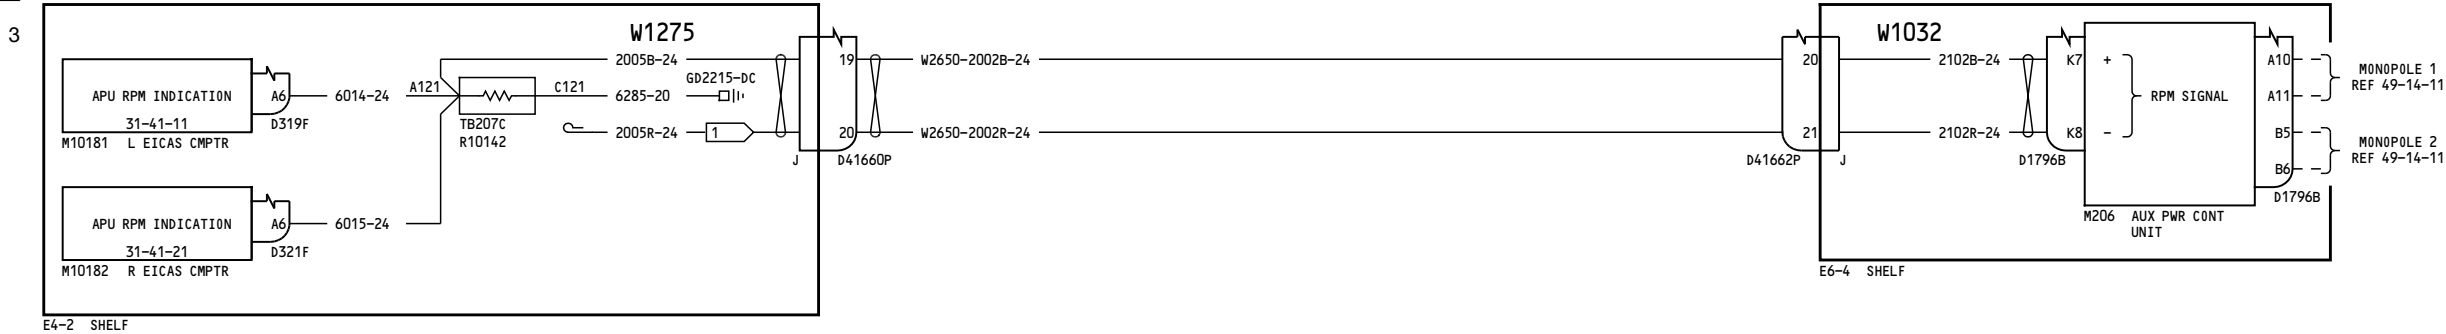 3
W1275
APU RPM INDICATION
31-41-11
A6
D319F
M10181 L EICAS CMPTR
6014-24
A121
TB207C
R10142
C121
2005B-24
6285-20
GD2215-DC
2005R-24
1
APU RPM INDICATION
31-41-21
A6
D321F
M10182 R EICAS CMPTR
6015-24
E4-2 SHELF
J
19
20
D41660P
W2650-2002B-24
W2650-2002R-24
20
21
D41662P
J
W1032
2102B-24
2102R-24
K7
K8
D1796B
+
-
RPM SIGNAL
M206 AUX PWR CONT
UNIT
A10
A11
B5
B6
D1796B
MONOPOLE 1
REF 49-14-11
MONOPOLE 2
REF 49-14-11
E6-4 SHELF